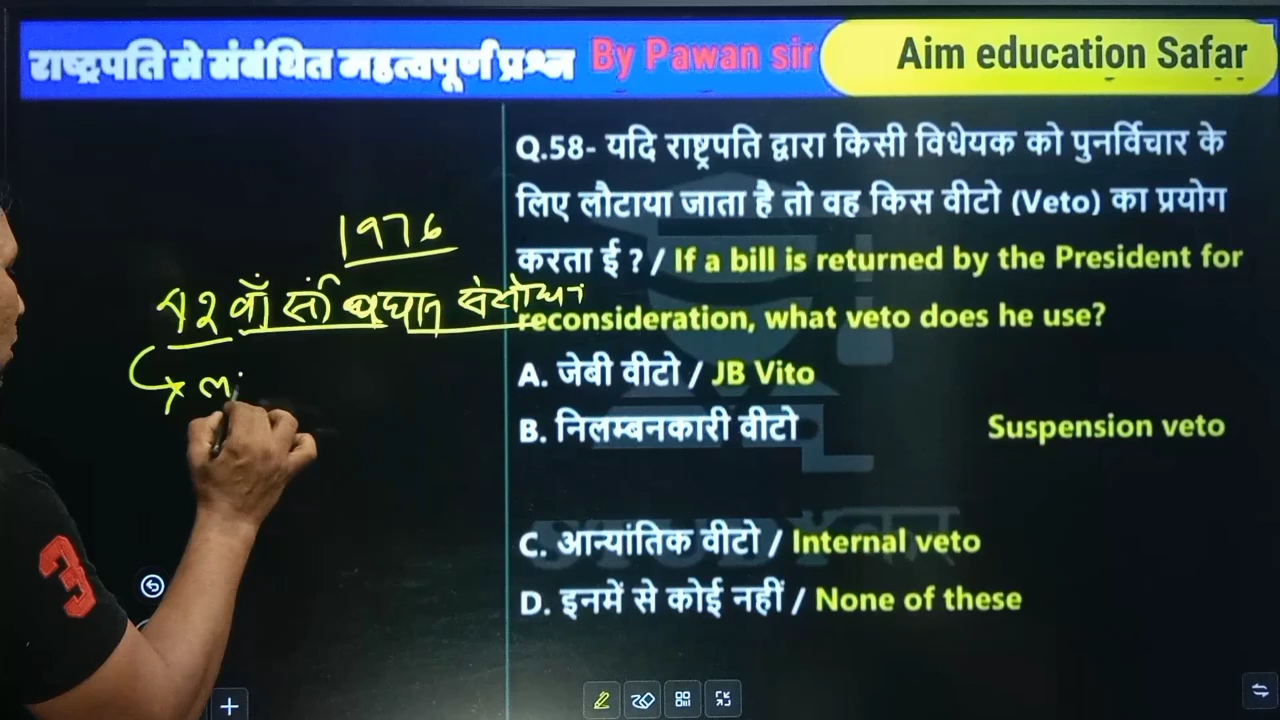 राष्ट्रपति से संबंधित महत्वपूर्ण प्रश्न By Pawan sir Aim education Safar
1976
42 वाँ संविधान संशोधन
Q.58- यदि राष्ट्रपति द्वारा किसी विधेयक को पुनर्विचार के
लिए लौटाया जाता है तो वह किस वीटो (Veto) का प्रयोग
करता ई ? / If a bill is returned by the President for
reconsideration, what veto does he use?
A. जेबी वीटो / JB Vito
B. निलम्बनकारी वीटो Suspension veto
C. आन्यांतिक वीटो / Internal veto
D. इनमें से कोई नहीं / None of these
3